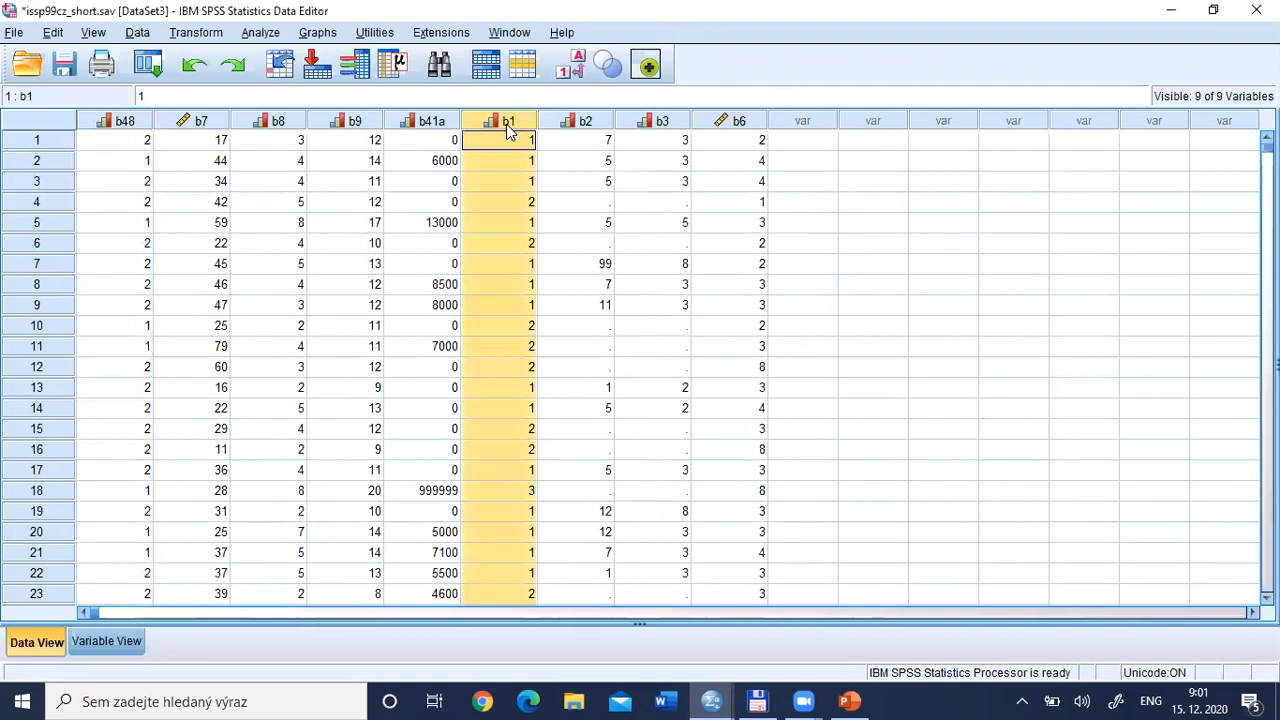 *issp99cz_short.sav [DataSet3] - IBM SPSS Statistics Data Editor
File Edit View Data Transform Analyze Graphs Utilities Extensions Window Help
1 : b1 1 Visible: 9 of 9 Variables
b48 b7 b8 b9 b41a b1 b2 b3 b6 var var var var var var var
1 2 17 3 12 0 1 7 3 2
2 1 44 4 14 6000 1 5 3 4
3 2 34 4 11 0 1 5 3 4
4 2 42 5 12 0 2 . . 1
5 1 59 8 17 13000 1 5 5 3
6 2 22 4 10 0 2 . . 2
7 2 45 5 13 0 1 99 8 2
8 2 46 4 12 8500 1 7 3 3
9 2 47 3 12 8000 1 11 3 3
10 1 25 2 11 0 2 . . 2
11 1 79 4 11 7000 2 . . 3
12 2 60 3 12 0 2 . . 8
13 2 16 2 9 0 1 1 2 3
14 2 22 5 13 0 1 5 2 4
15 2 29 4 12 0 2 . . 3
16 2 11 2 9 0 2 . . 8
17 2 36 4 11 0 1 5 3 3
18 1 28 8 20 999999 3 . . 8
19 2 31 2 10 0 1 12 8 3
20 1 25 7 14 5000 1 12 3 3
21 1 37 5 14 7100 1 7 3 4
22 2 37 5 13 5500 1 1 3 3
23 2 39 2 8 4600 2 . . 3
Data View Variable View
IBM SPSS Statistics Processor is ready Unicode:ON
Sem zadejte hledaný výraz ENG 9:01
15. 12. 2020 5